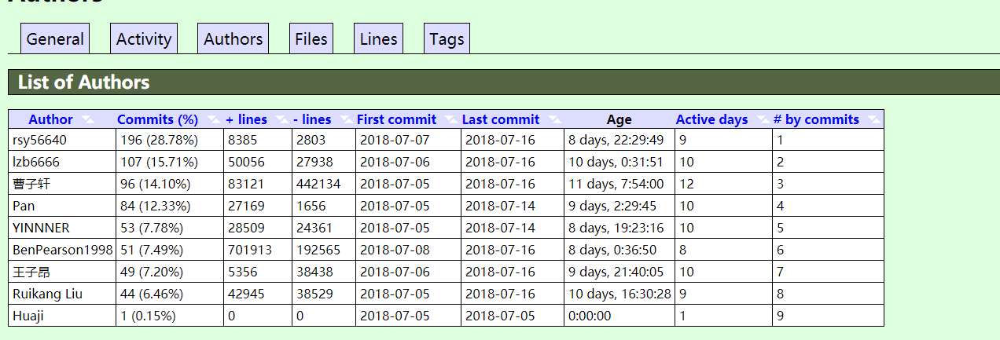 Authors
General Activity Authors Files Lines Tags
List of Authors
Author Commits (%) + lines - lines First commit Last commit Age Active days # by commits
rsy56640 196 (28.78%) 8385 2803 2018-07-07 2018-07-16 8 days, 22:29:49 9 1
lzb6666 107 (15.71%) 50056 27938 2018-07-06 2018-07-16 10 days, 0:31:51 10 2
曹子轩 96 (14.10%) 83121 442134 2018-07-05 2018-07-16 11 days, 7:54:00 12 3
Pan 84 (12.33%) 27169 1656 2018-07-05 2018-07-14 9 days, 2:29:45 10 4
YINNNER 53 (7.78%) 28509 24361 2018-07-05 2018-07-14 8 days, 19:23:16 10 5
BenPearson1998 51 (7.49%) 701913 192565 2018-07-08 2018-07-16 8 days, 0:36:50 8 6
王子昂 49 (7.20%) 5356 38438 2018-07-06 2018-07-16 9 days, 21:40:05 10 7
Ruikang Liu 44 (6.46%) 42945 38529 2018-07-05 2018-07-16 10 days, 16:30:28 9 8
Huaji 1 (0.15%) 0 0 2018-07-05 2018-07-05 0:00:00 1 9